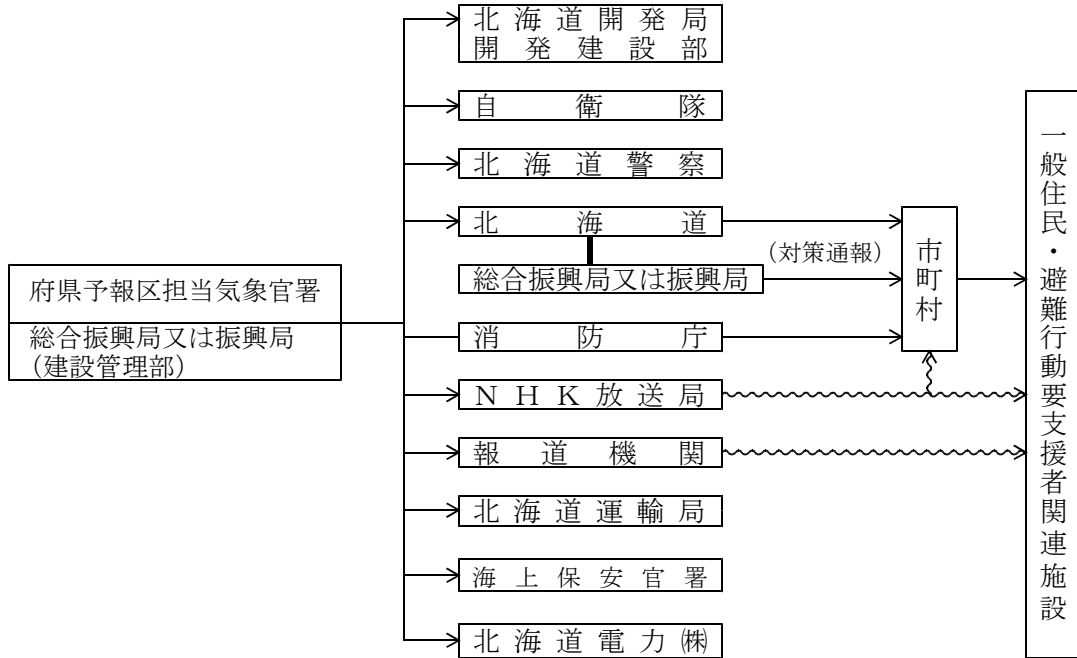 北海道開発局
開発建設部
自衛隊
北海道警察
北海道
(対策通報)
総合振興局又は振興局
府県予報区担当気象官署
総合振興局又は振興局
(建設管理部)
消防庁
NHK放送局
報道機関
北海道運輸局
海上保安官署
北海道電力㈱
市町村
一般住民・避難行動要支援者関連施設